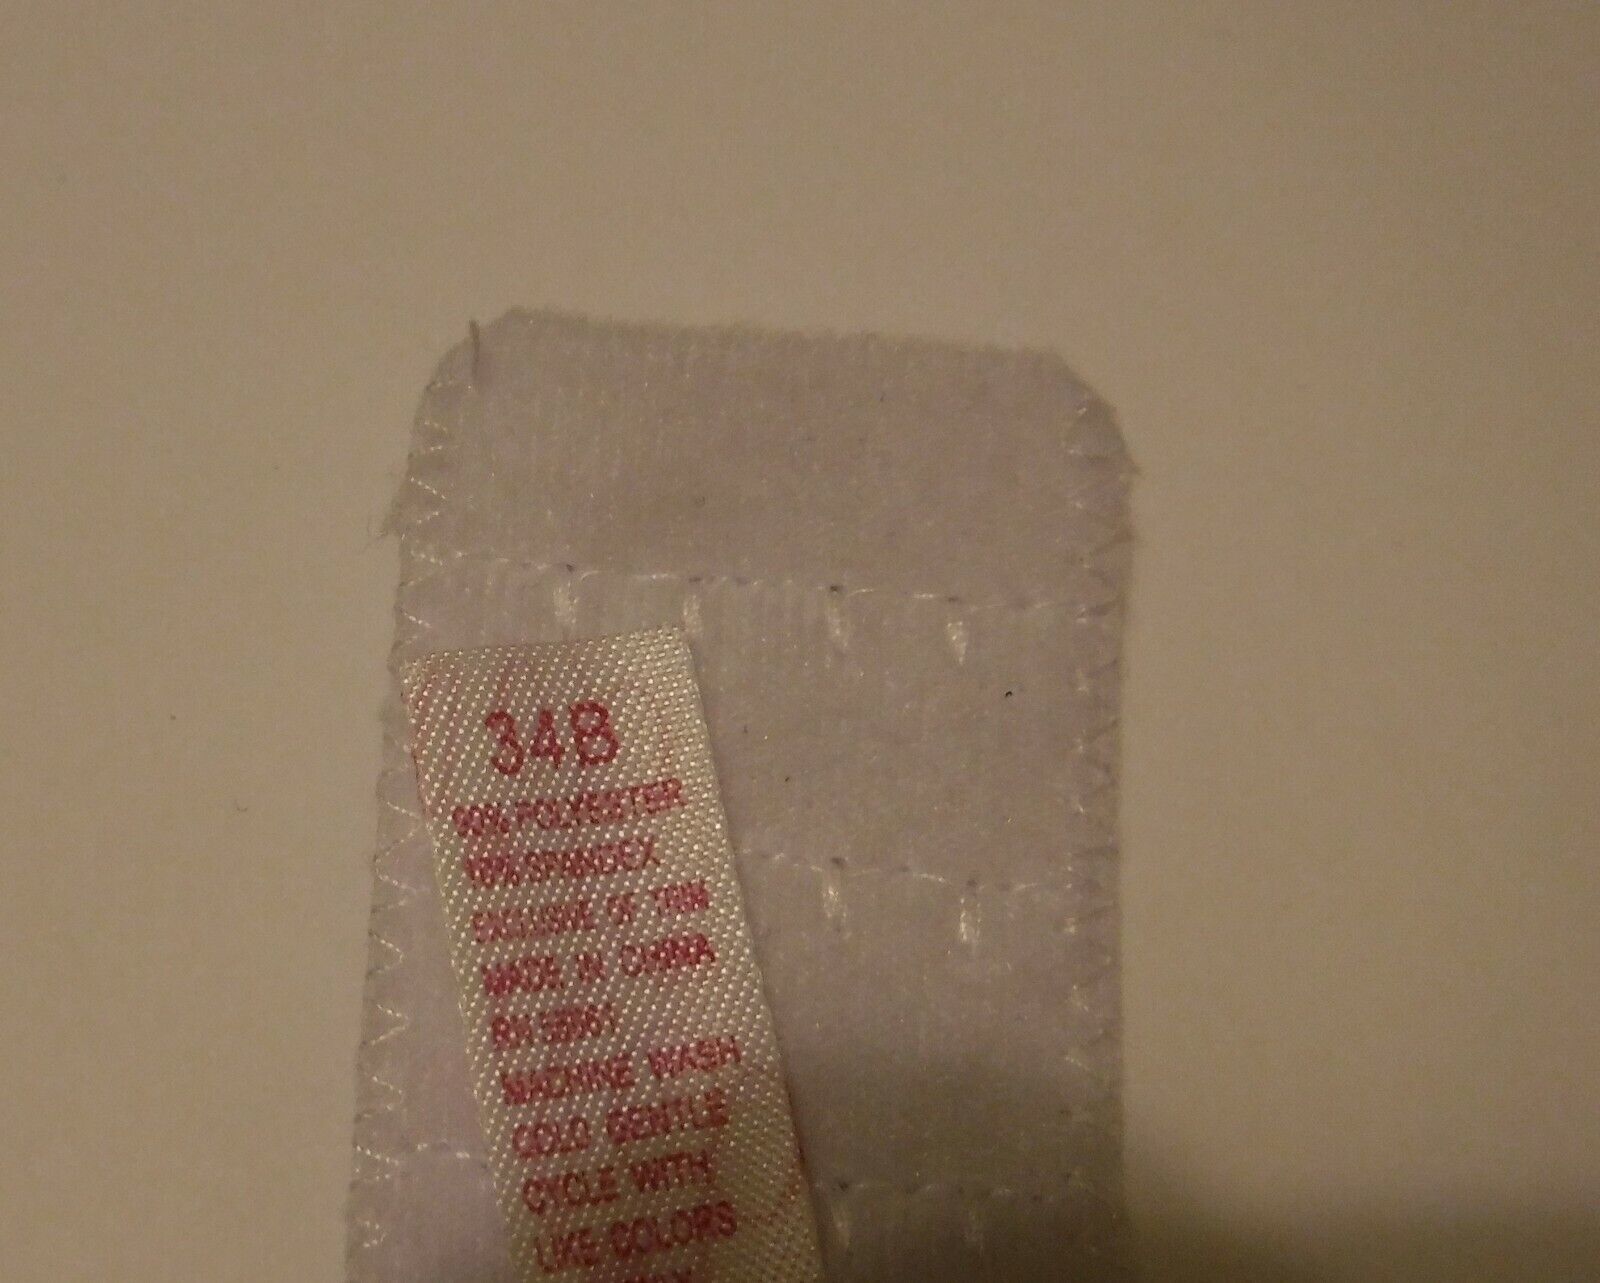 34B
90% POLYESTER
10% SPANDEX
EXCLUSIVE OF TRIM
MADE IN CHINA
RN
MACHINE WASH
COLD GENTLE
CYCLE WITH
LIKE COLORS